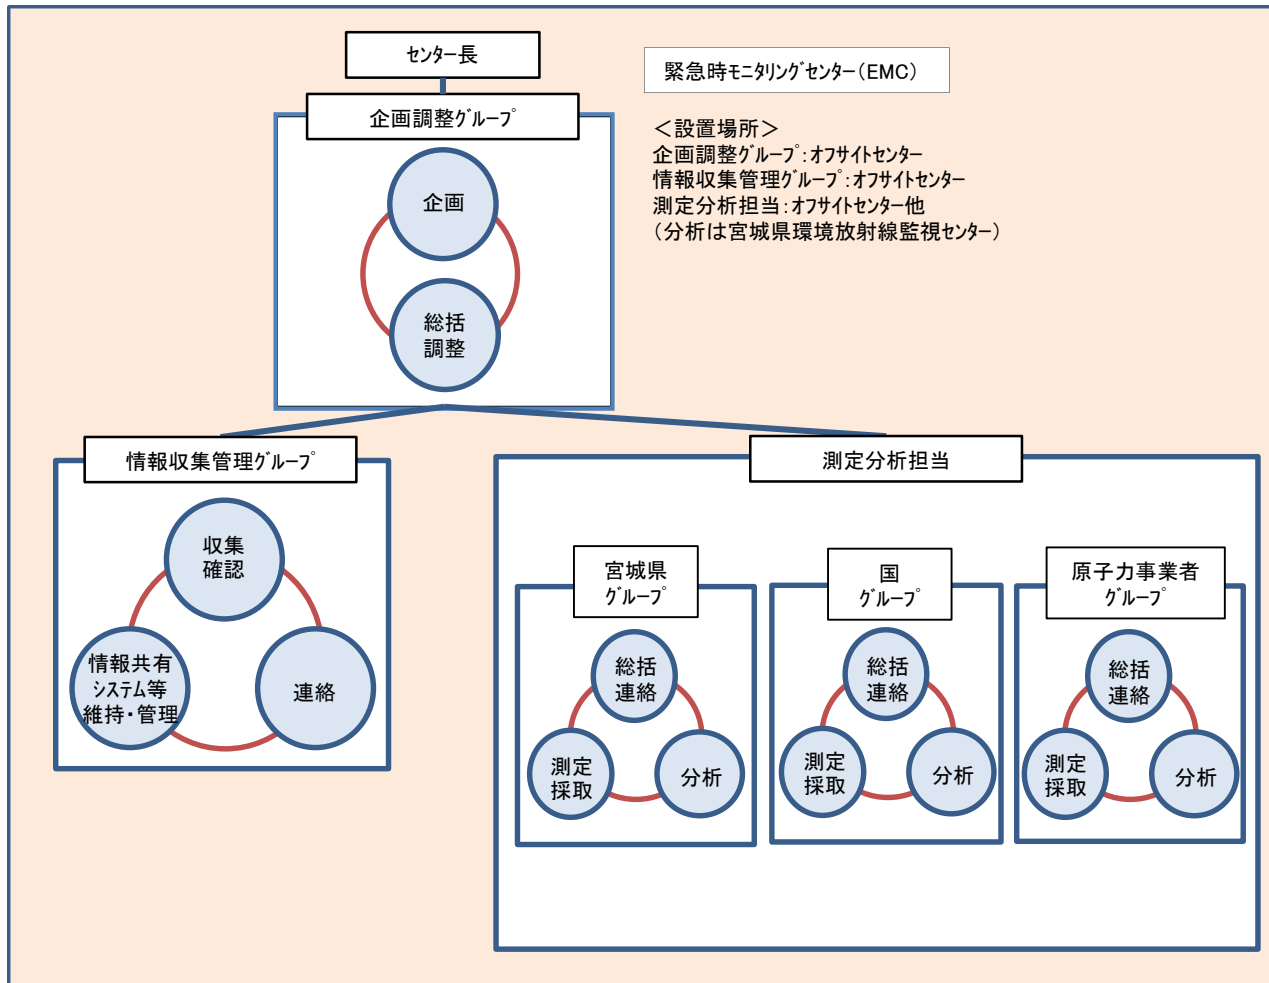 センター長
緊急時モニタリングセンター(EMC)
企画調整グループ
＜設置場所＞
企画調整グループ:オフサイトセンター
情報収集管理グループ:オフサイトセンター
測定分析担当:オフサイトセンター他
(分析は宮城県環境放射線監視センター)
企画
総括
調整
情報収集管理グループ
収集
確認
情報共有
システム等
維持・管理
連絡
測定分析担当
宮城県
グループ
総括
連絡
測定
採取
分析
国
グループ
総括
連絡
測定
採取
分析
原子力事業者
グループ
総括
連絡
測定
採取
分析